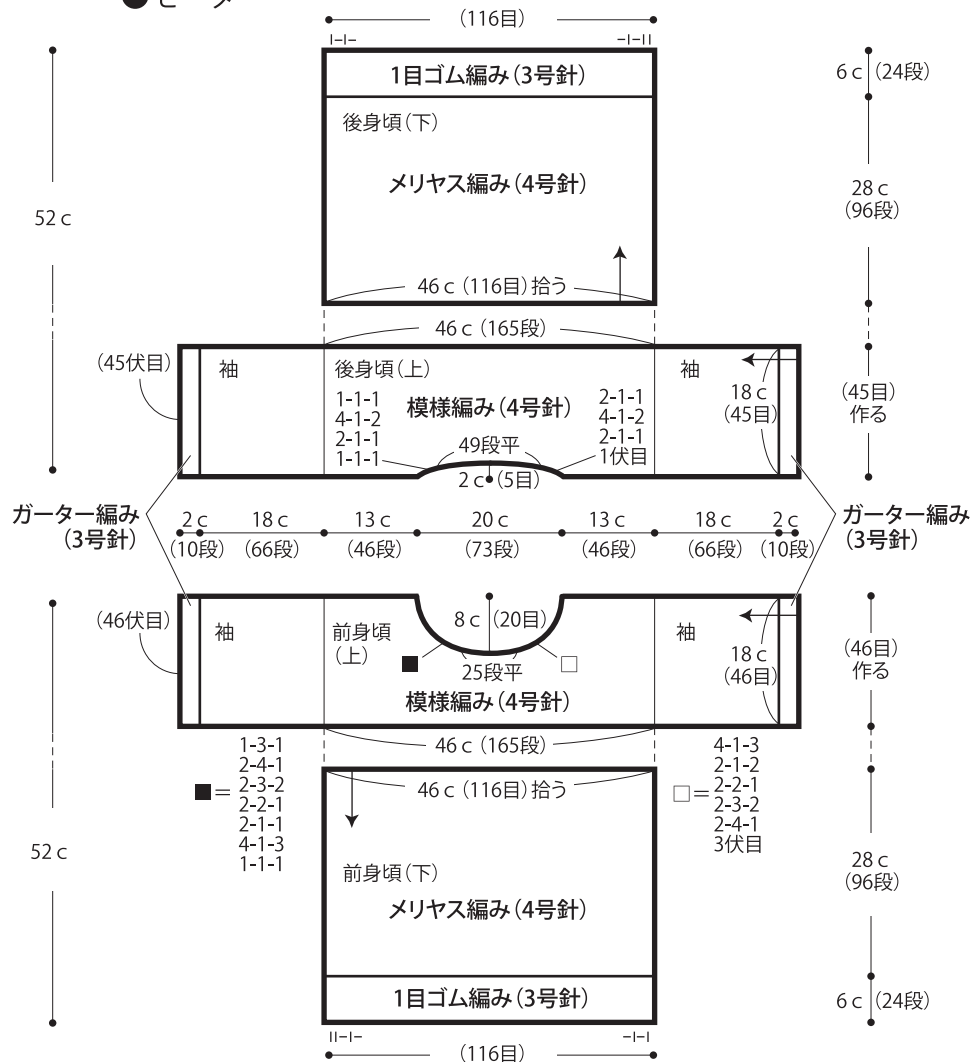 (116目)
1目ゴム編み(3号針)
6c (24段)
後身頃(下)
メリヤス編み(4号針)
28c
(96段)
52c
46c (116目)拾う
46c (165段)
(45伏目)
袖
後身頃(上)
袖
1-1-1
4-1-2
2-1-1
1-1-1
模様編み(4号針)
2-1-1
4-1-2
2-1-1
1伏目
18c
(45目)
(45目)
作る
49段平
2c (5目)
ガーター編み
(3号針)
2c
(10段)
18c
(66段)
13c
(46段)
20c
(73段)
13c
(46段)
18c
(66段)
2c
(10段)
ガーター編み
(3号針)
(46伏目)
袖
前身頃
(上)
8c (20目)
袖
■
25段平
□
18c
(46目)
(46目)
作る
模様編み(4号針)
46c (165段)
■=
1-3-1
2-4-1
2-3-2
2-2-1
2-1-1
4-1-3
1-1-1
46c (116目)拾う
□=
4-1-3
2-1-2
2-2-1
2-3-2
2-4-1
3伏目
52c
前身頃(下)
メリヤス編み(4号針)
28c
(96段)
1目ゴム編み(3号針)
6c (24段)
(116目)